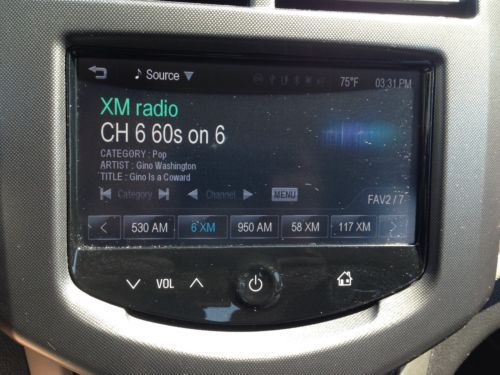 Source
75°F
03:31 PM
XM radio
CH 6 60s on 6
CATEGORY : Pop
ARTIST : Gino Washington
TITLE : Gino Is a Coward
Category
Channel
MENU
FAV2 / 7
530 AM
6 XM
950 AM
58 XM
117 XM
VOL